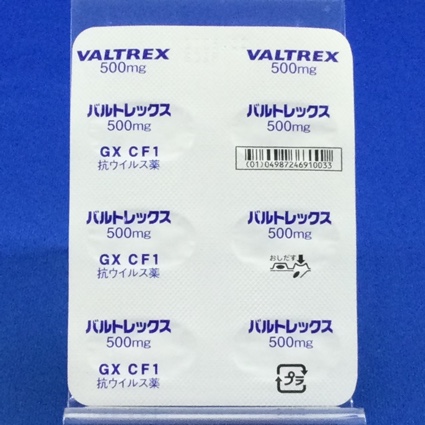 VALTREX
500mg
VALTREX
500mg
バルトレックス
500mg
バルトレックス
500mg
GX CF1
抗ウイルス薬
(01)04987246910033
バルトレックス
500mg
バルトレックス
500mg
GX CF1
抗ウイルス薬
おしだす
バルトレックス
500mg
バルトレックス
500mg
GX CF1
抗ウイルス薬
プラ